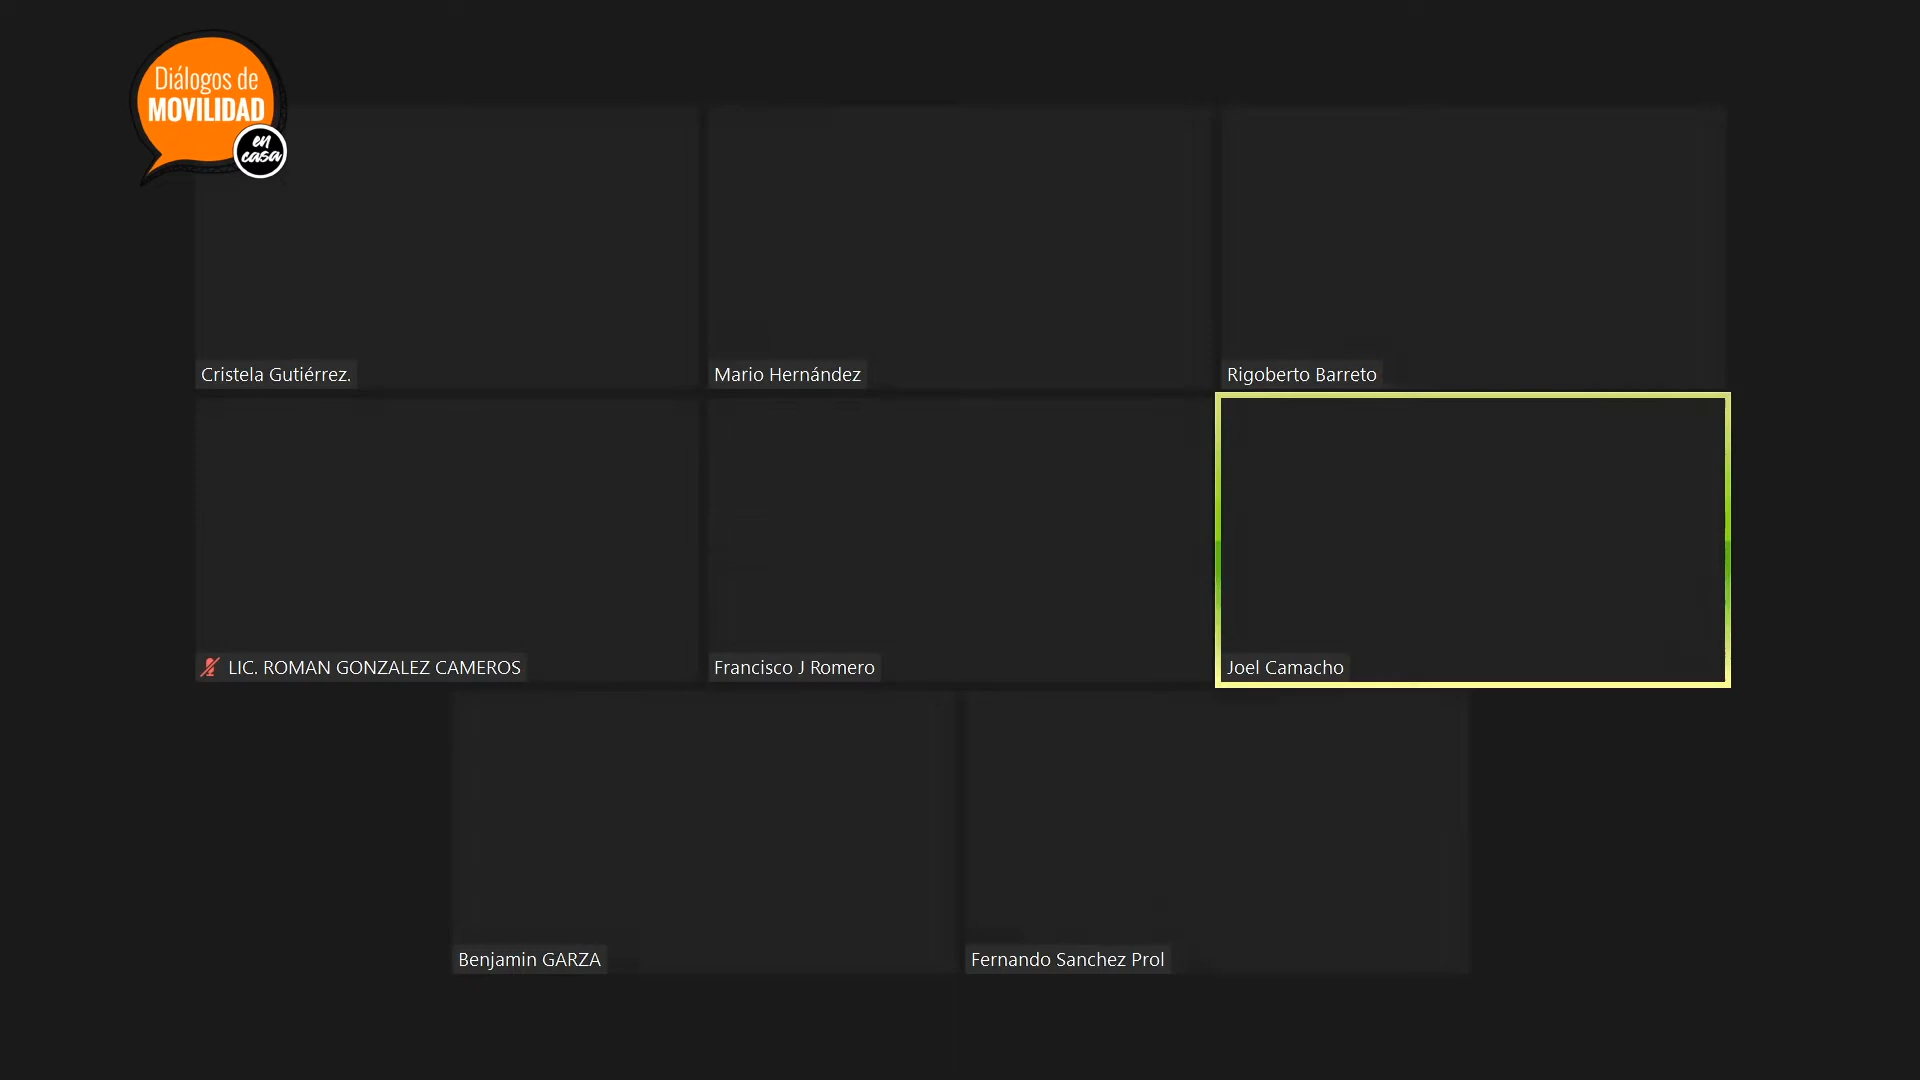 Diálogos de
MOVILIDAD
en
casa
Cristela Gutiérrez.
Mario Hernández
Rigoberto Barreto
LIC. ROMAN GONZALEZ CAMEROS
Francisco J Romero
Joel Camacho
Benjamin GARZA
Fernando Sanchez Prol